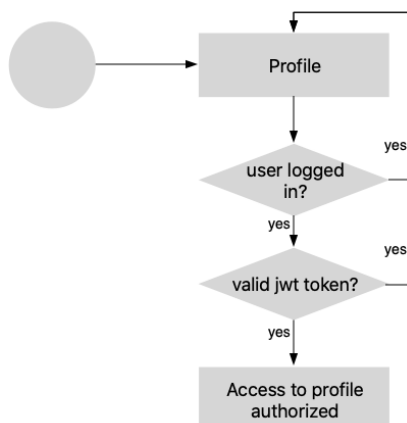 Profile
user logged
in?
yes
yes
valid jwt token?
yes
yes
Access to profile
authorized